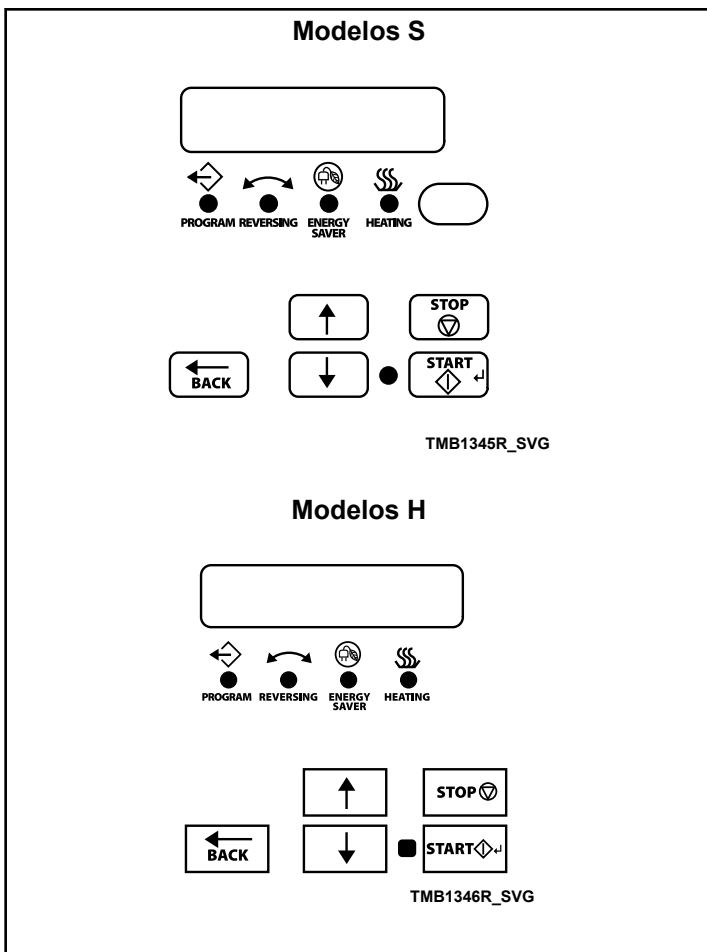 Modelos S
PROGRAM REVERSING ENERGY SAVER HEATING
STOP
START
BACK
TMB1345R_SVG
Modelos H
PROGRAM REVERSING ENERGY SAVER HEATING
STOP
BACK
START
TMB1346R_SVG